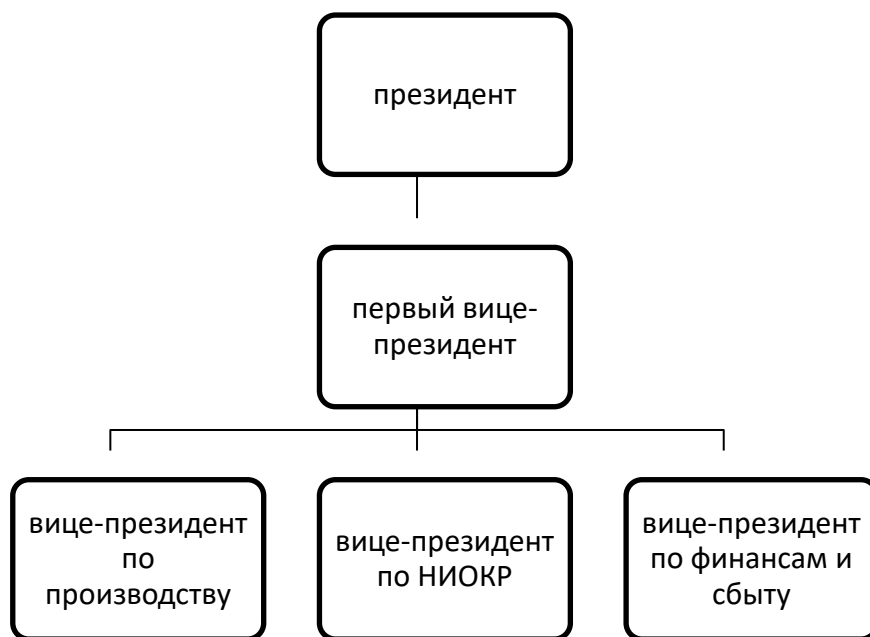 президент
первый вице-
президент
вице-президент
по
производству
вице-президент
по НИОКР
вице-президент
по финансам и
сбыту